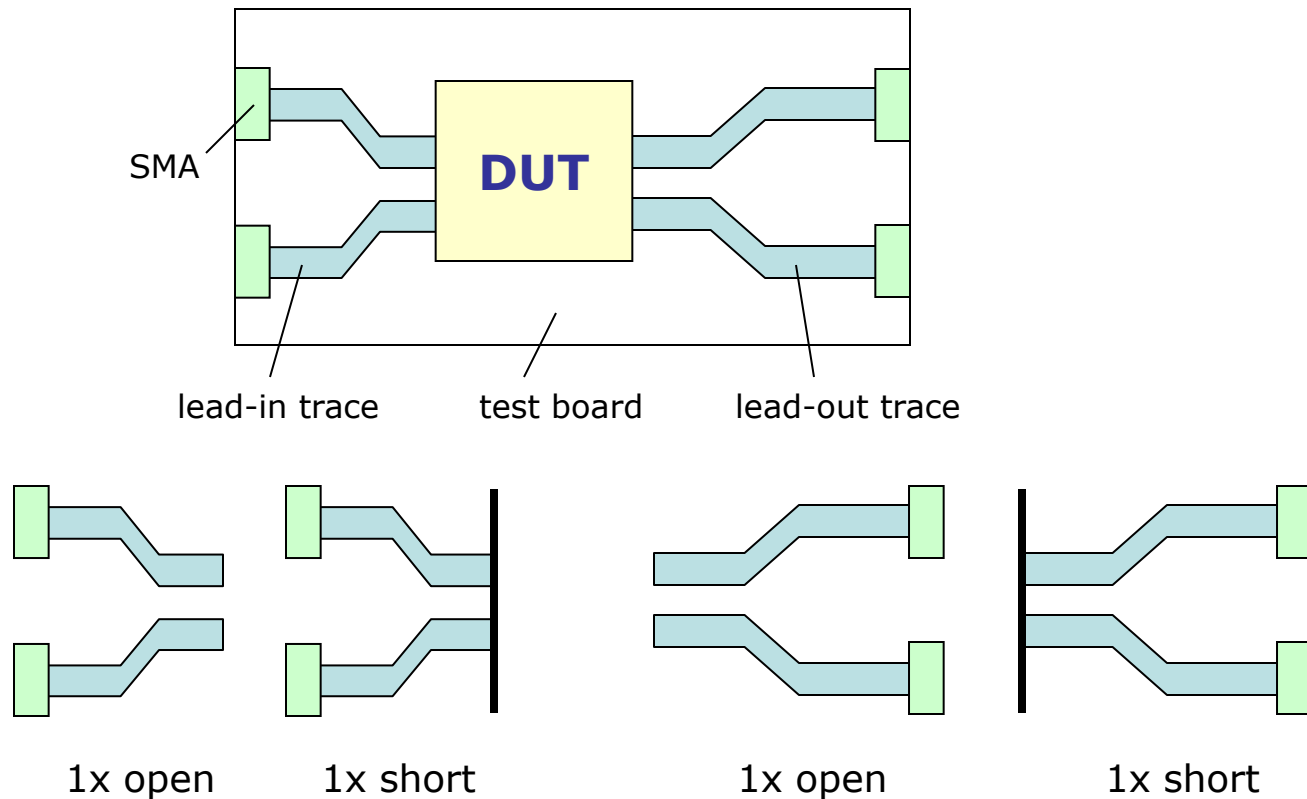 SMA
DUT
lead-in trace
test board
lead-out trace
1x open
1x short
1x open
1x short